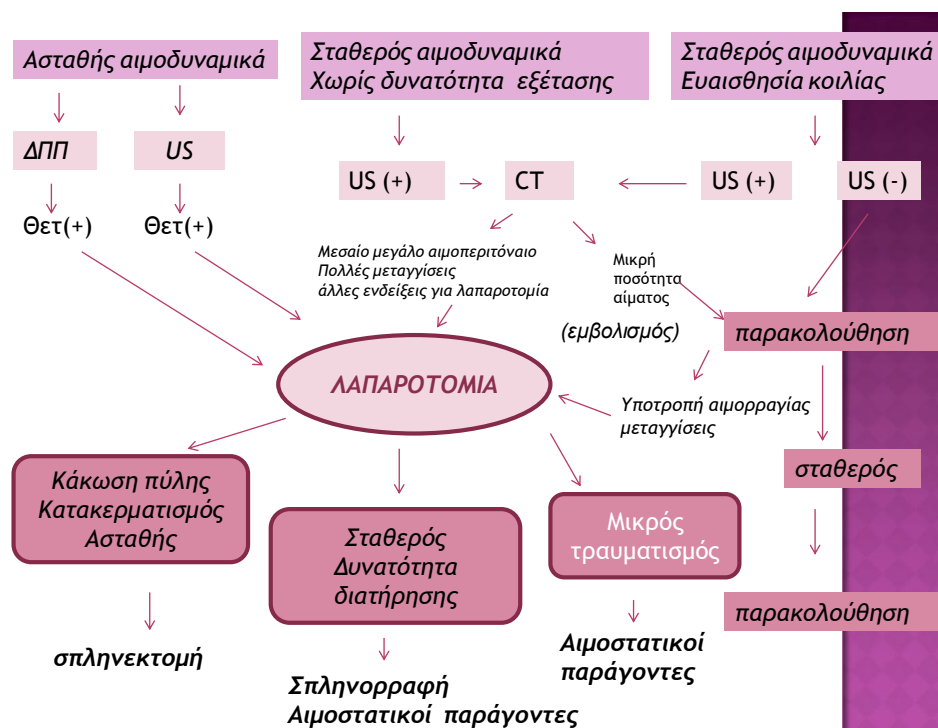 Ασταθής αιμοδυναμικά
Σταθερός αιμοδυναμικά
Χωρίς δυνατότητα εξέτασης
Σταθερός αιμοδυναμικά
Ευαισθησία κοιλίας
ΔΠΠ
US
US (+)
CT
US (+)
US (-)
Θετ(+)
Θετ(+)
Μεσαίο μεγάλο αιμοπεριτόναιο
Πολλές μεταγγίσεις
άλλες ενδείξεις για λαπαροτομία
Μικρή
ποσότητα
αίματος
(εμβολισμός)
παρακολούθηση
ΛΑΠΑΡΟΤΟΜΙΑ
Υποτροπή αιμορραγίας
μεταγγίσεις
σταθερός
Κάκωση πύλης
Κατακερματισμός
Ασταθής
Σταθερός
Δυνατότητα
διατήρησης
Μικρός
τραυματισμός
παρακολούθηση
σπληνεκτομή
Σπληνορραφή
Αιμοστατικοί παράγοντες
Αιμοστατικοί
παράγοντες